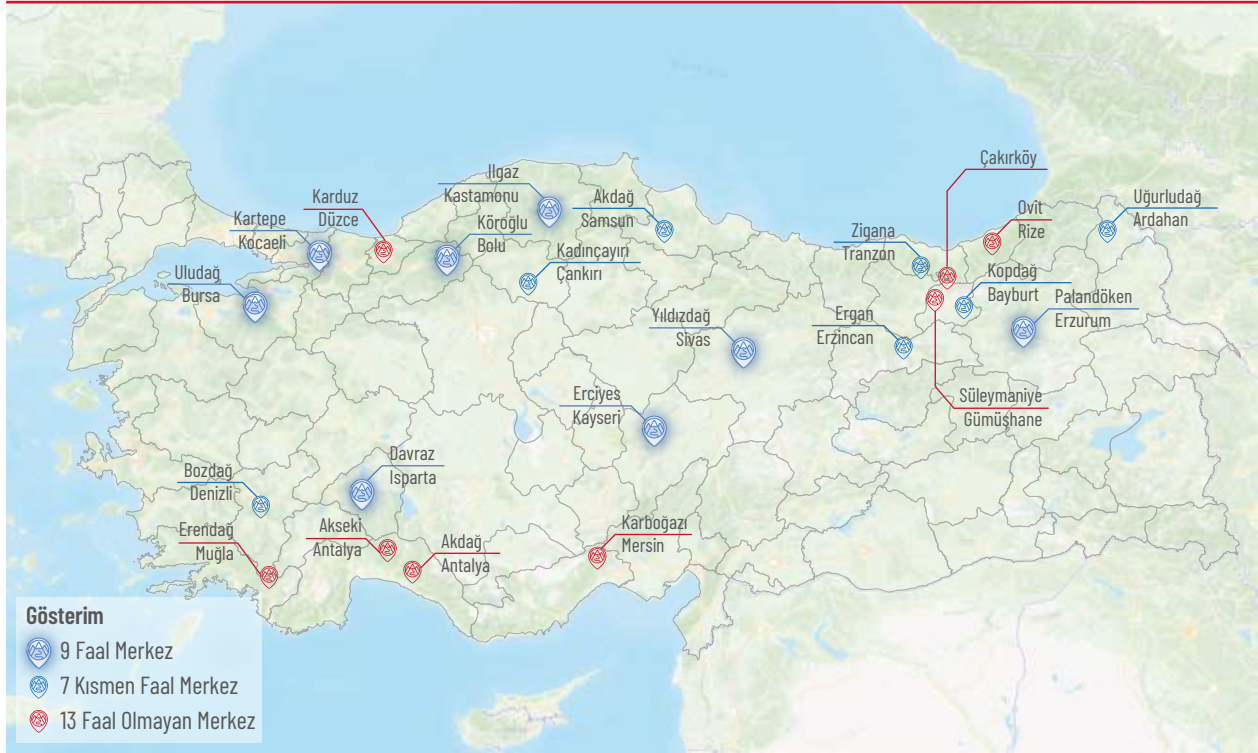 Ilgaz
Kastamonu
Karduz
Düzce
Kartepe
Kocaeli
Köroğlu
Bolu
Akdağ
Samsun
Kadınçayırı
Çankırı
Uludağ
Bursa
Çakırköy
Ovit
Rize
Uğurludağ
Ardahan
Zigana
Tranzon
Kopdağ
Bayburt
Palandöken
Erzurum
Yıldızdağ
Sivas
Ergan
Erzincan
Süleymaniye
Gümüşhane
Erciyes
Kayseri
Davraz
Isparta
Bozdağ
Denizli
Erendağ
Muğla
Akseki
Antalya
Akdağ
Antalya
Karboğazı
Mersin
Gösterim
9 Faal Merkez
7 Kısmen Faal Merkez
13 Faal Olmayan Merkez